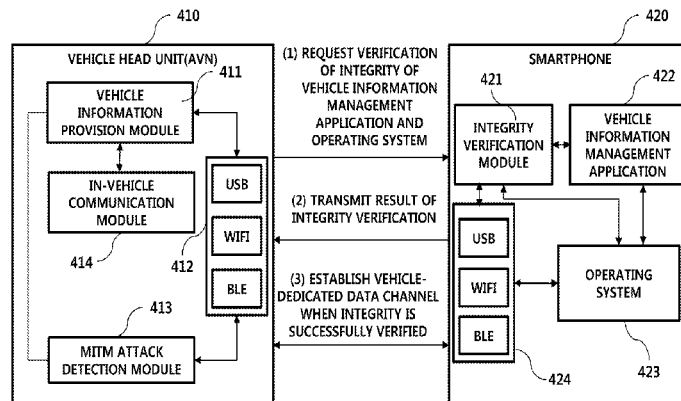 410
420
VEHICLE HEAD UNIT(AVN)
411
VEHICLE
INFORMATION
PROVISION MODULE
IN-VEHICLE
COMMUNICATION
MODULE
414
412
USB
WIFI
BLE
413
MITM ATTACK
DETECTION MODULE
(1) REQUEST VERIFICATION
OF INTEGRITY OF
VEHICLE INFORMATION
MANAGEMENT
APPLICATION AND
OPERATING SYSTEM
(2) TRANSMIT RESULT OF
INTEGRITY VERIFICATION
(3) ESTABLISH VEHICLE-
DEDICATED DATA CHANNEL
WHEN INTEGRITY IS
SUCCESSFULLY VERIFIED
SMARTPHONE
421
422
INTEGRITY
VERIFICATION
MODULE
VEHICLE
INFORMATION
MANAGEMENT
APPLICATION
USB
WIFI
BLE
424
OPERATING
SYSTEM
423